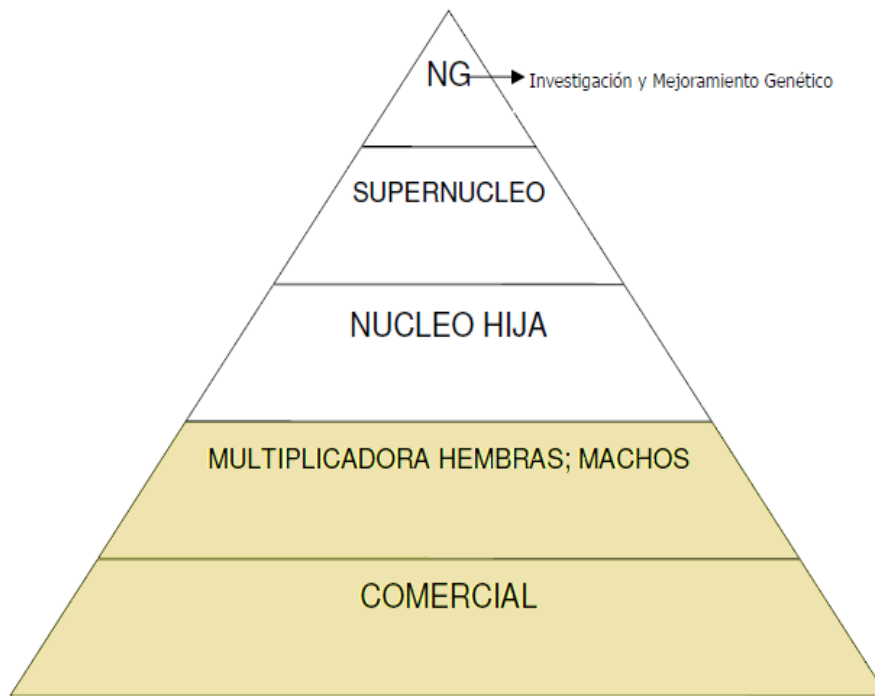 NG
Investigación y Mejoramiento Genético
SUPERNUCLEO
NUCLEO HIJA
MULTIPLICADORA HEMBRAS; MACHOS
COMERCIAL